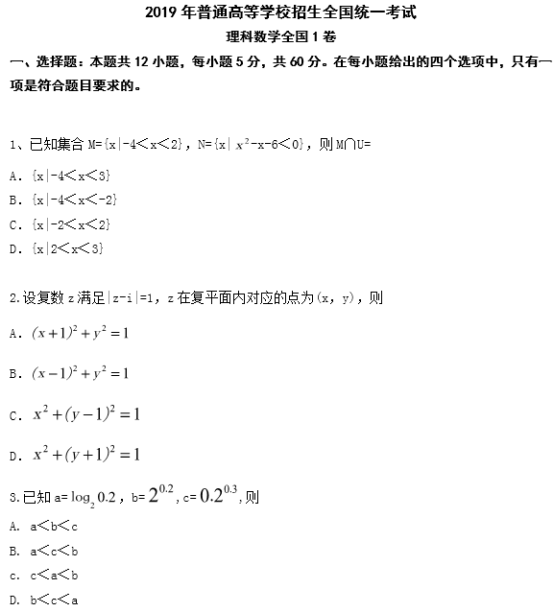 2019 年普通高等学校招生全国统一考试
理科数学全国 1 卷
一、选择题：本题共 12 小题，每小题 5 分，共 60 分。在每小题给出的四个选项中，只有一
项是符合题目要求的。
1、已知集合 M={x|-4＜x＜2}，N={x| x²-x-6＜0}，则 M∩U=
A. {x|-4＜x＜3}
B. {x|-4＜x＜-2}
C. {x|-2＜x＜2}
D. {x|2＜x＜3}
2.设复数 z 满足|z-i|=1，z 在复平面内对应的点为(x，y)，则
A. (x+1)²+y²=1
B. (x−1)²+y²=1
C. x²+(y−1)²=1
D. x²+(y+1)²=1
3.已知 a= log₂ 0.2，b= 2^0.2，c= 0.2^0.3，则
A. a＜b＜c
B. a＜c＜b
c. c＜a＜b
D. b＜c＜a